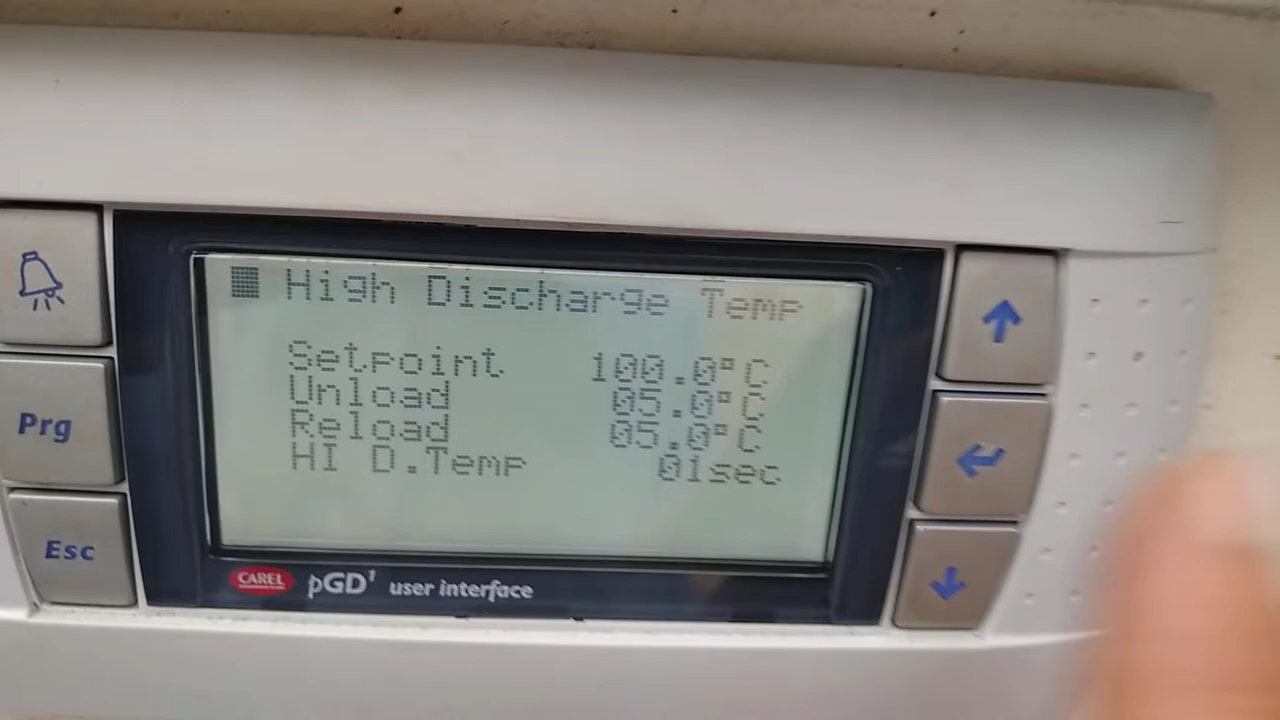 High Discharge Temp
Setpoint 100.0°C
Unload 05.0°C
Reload 05.0°C
HI D.Temp 01sec
Prg
Esc
CAREL pGD1 user interface